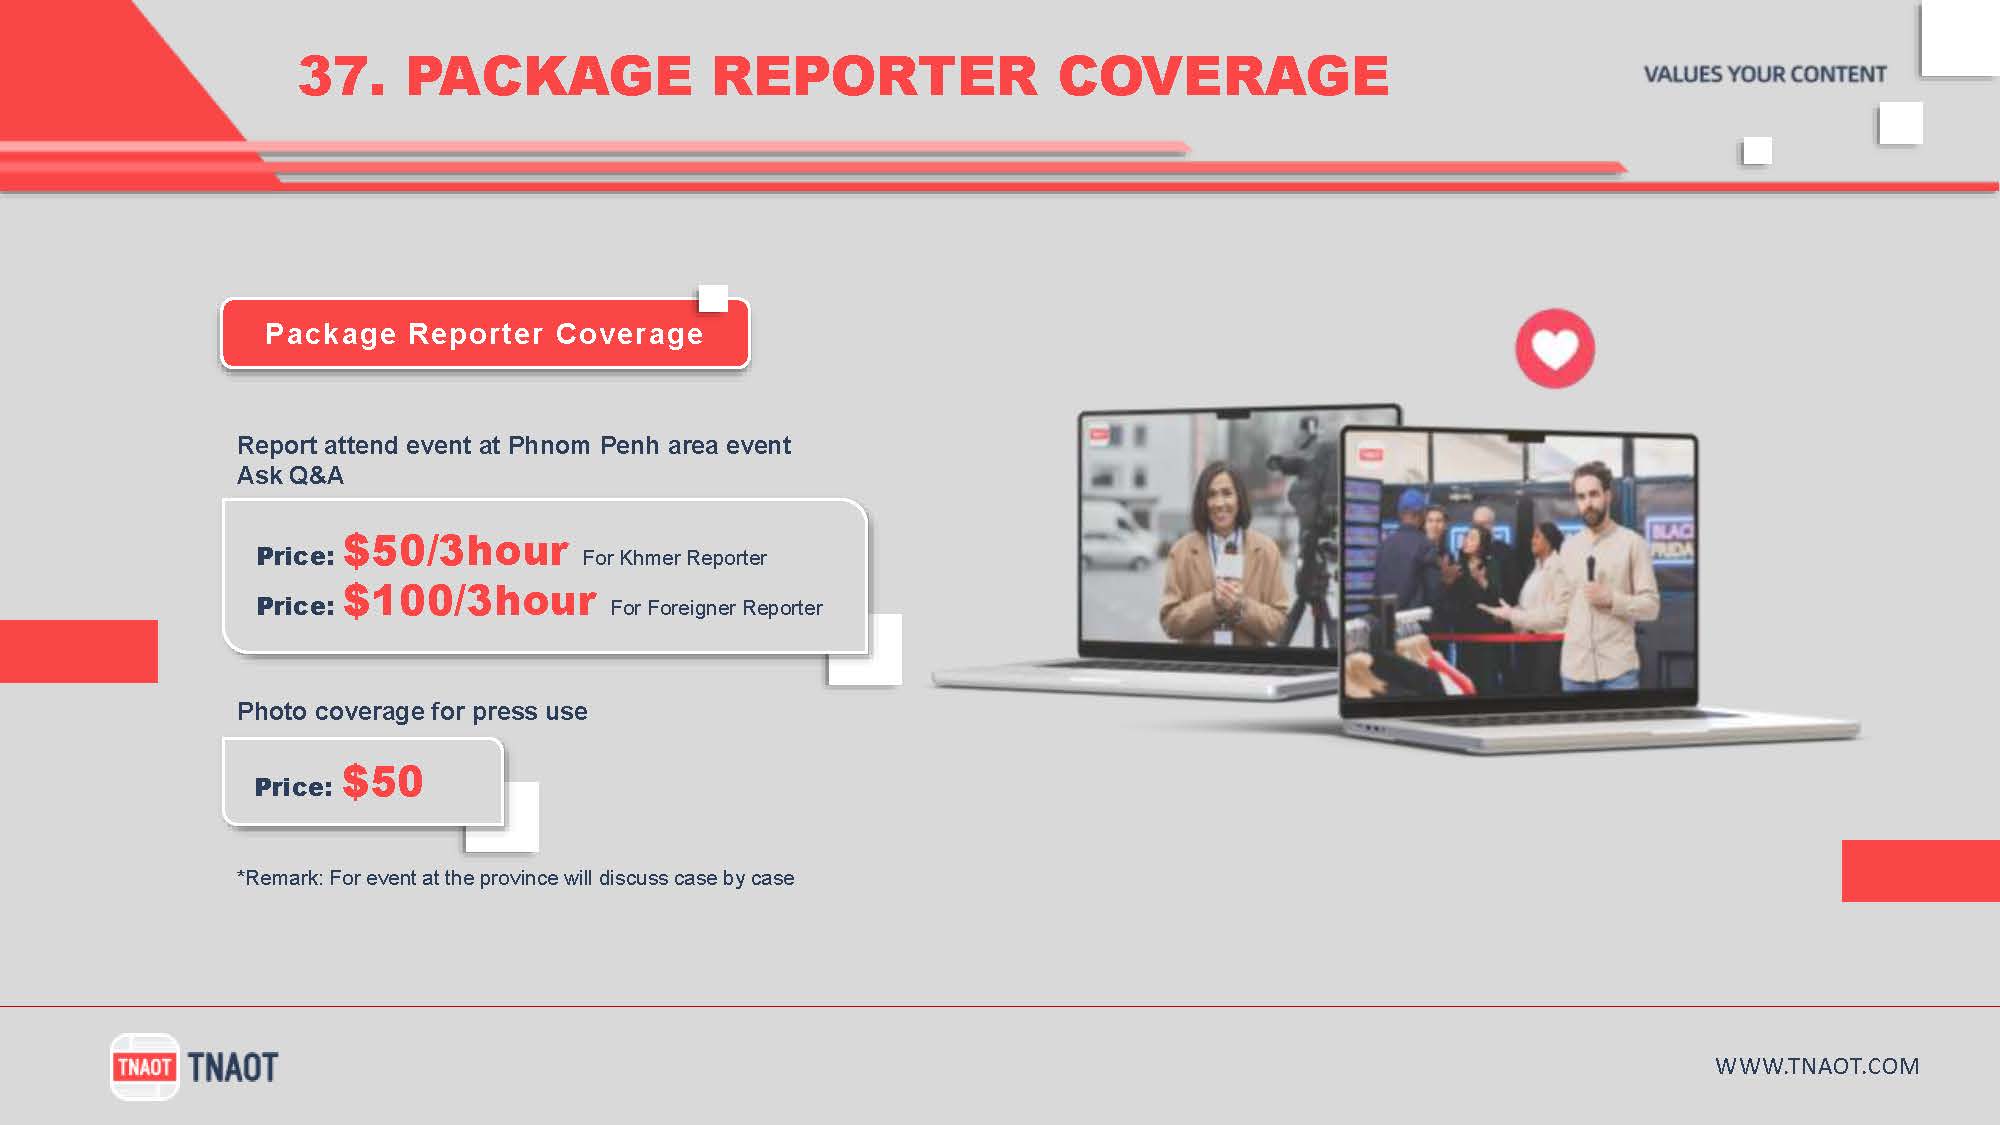 37. PACKAGE REPORTER COVERAGE
VALUES YOUR CONTENT
Package Reporter Coverage
Report attend event at Phnom Penh area event
Ask Q&A
Price: $50/3hour For Khmer Reporter
Price: $100/3hour For Foreigner Reporter
Photo coverage for press use
Price: $50
*Remark: For event at the province will discuss case by case
TNAOT TNAOT
WWW.TNAOT.COM